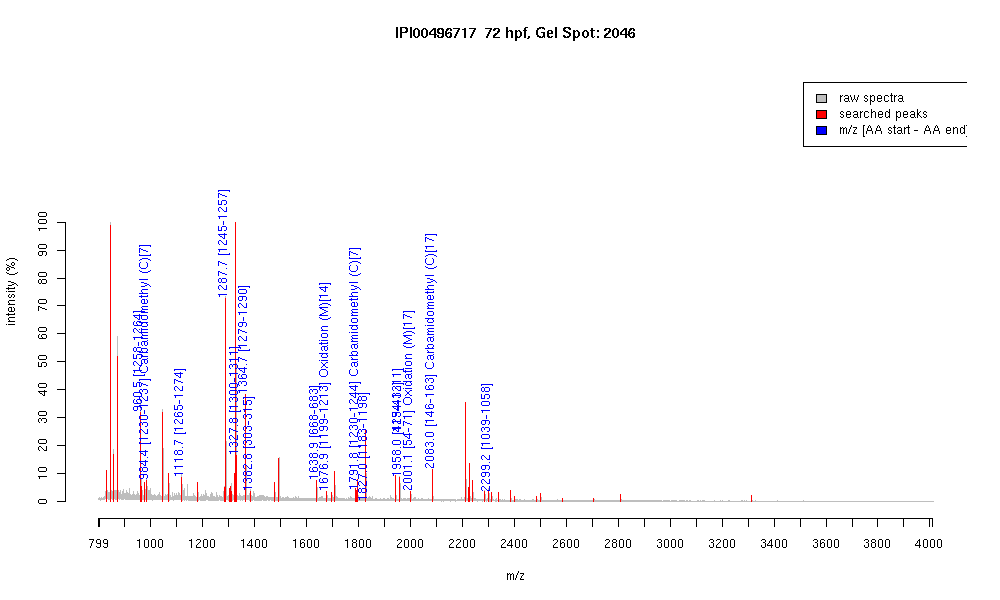 IPI00496717 72 hpf, Gel Spot: 2046
raw spectra
searched peaks
m/z [AA start - AA end]
intensity (%)
100
90
80
70
60
50
40
30
20
10
0
960.5 [1258-1264]
984.4 [1230-1237] Carbamidomethyl (C)[7]
1118.7 [1265-1274]
1287.7 [1245-1257]
1327.8 [1300-1311]
1364.7 [1279-1290]
1382.8 [303-315]
1638.9 [668-683]
1676.9 [1199-1213] Oxidation (M)[14]
1791.8 [1230-1244] Carbamidomethyl (C)[7]
1827.0 [1183-1198]
1958.0
2001.1 [54-71] Oxidation (M)[17]
2083.0 [146-163] Carbamidomethyl (C)[17]
2299.2 [1039-1058]
799 1000 1200 1400 1600 1800 2000 2200 2400 2600 2800 3000 3200 3400 3600 3800 4000
m/z